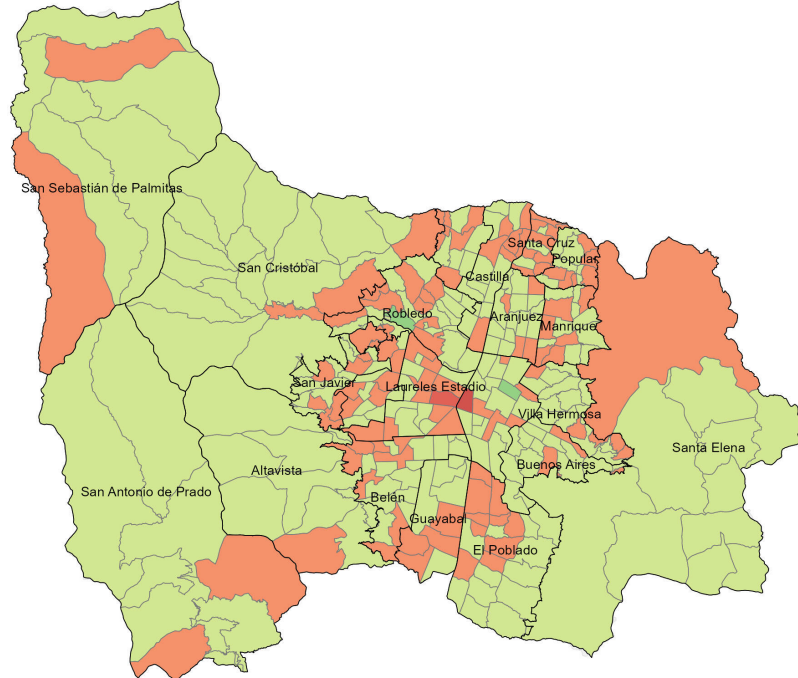 San Sebastián de Palmitas
San Cristóbal
Santa Cruz
Popular
Castilla
Robledo
Aranjuez
Manrique
San Javier
Laureles Estadio
Villa Hermosa
Santa Elena
Altavista
Buenos Aires
San Antonio de Prado
Belén
Guayabal
El Poblado